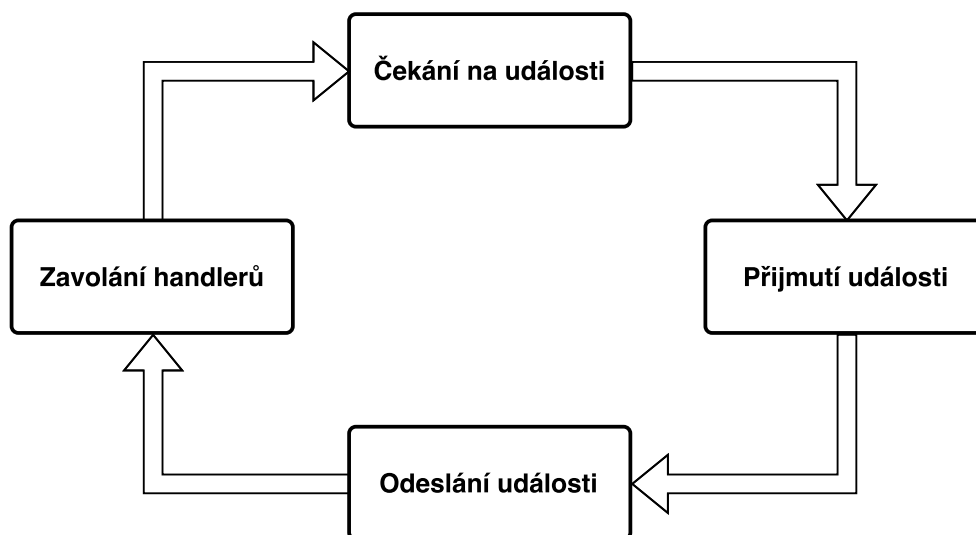 Čekání na události
Zavolání handlerů
Přijmutí události
Odeslání události